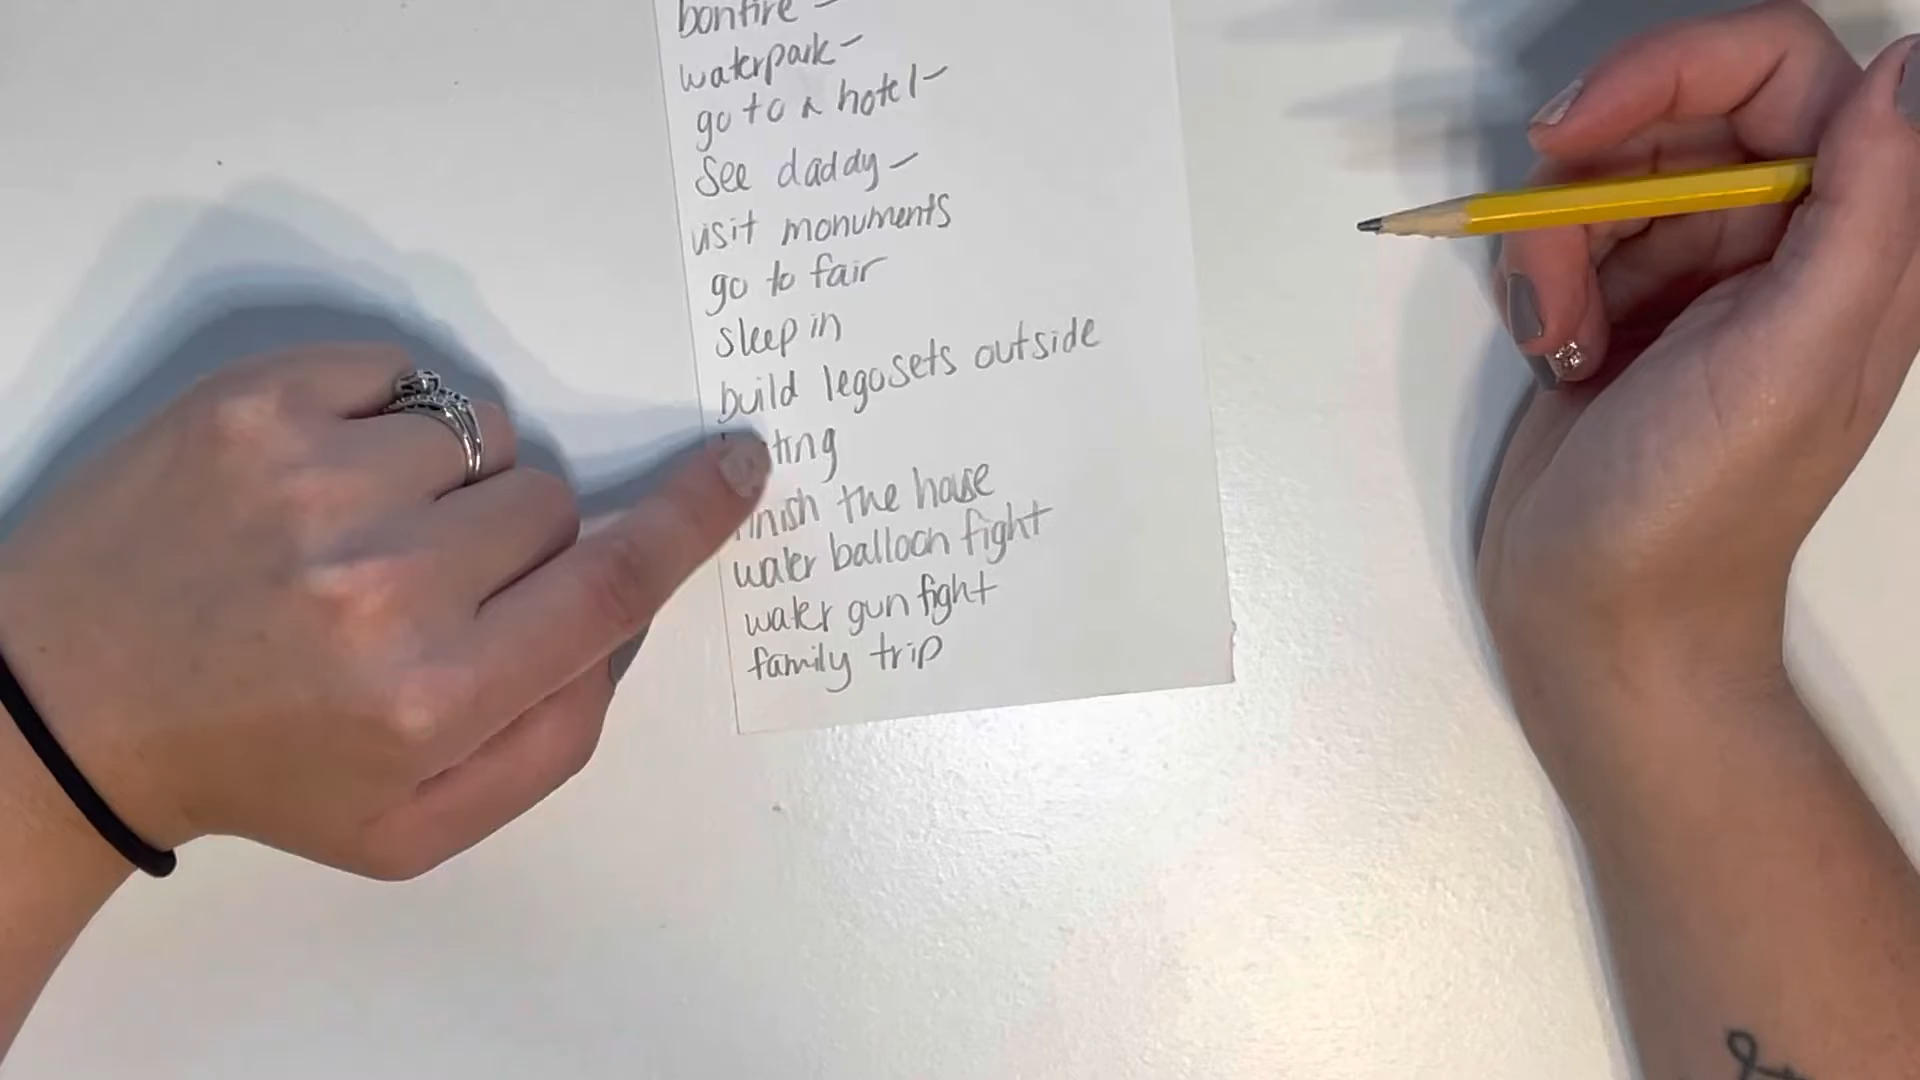 bonfire -
waterpark -
go to a hotel -
See daddy -
visit monuments
go to fair
sleep in
build legosets outside
finish the house
water balloon fight
water gun fight
family trip